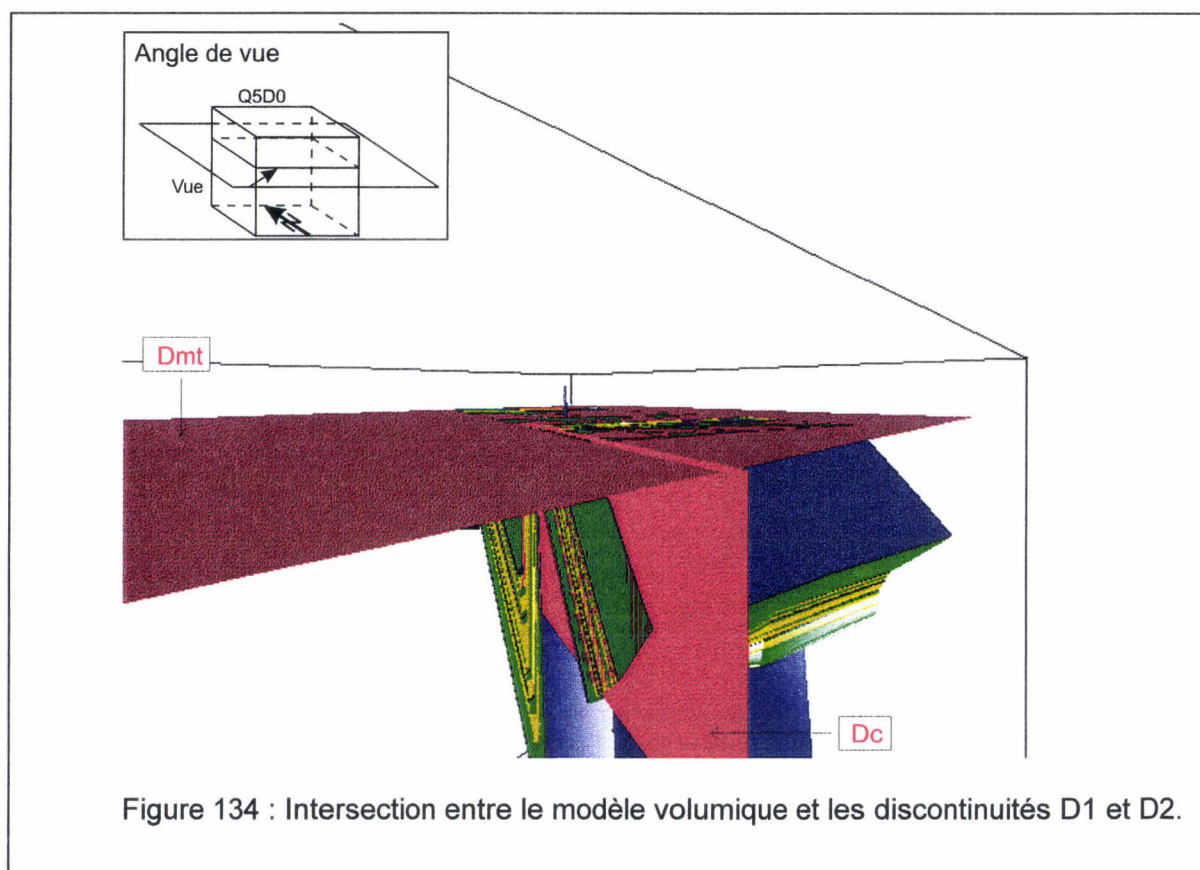 Angle de vue
Q5D0
Vue
Dmt
Dc
Figure 134 : Intersection entre le modèle volumique et les discontinuités D1 et D2.